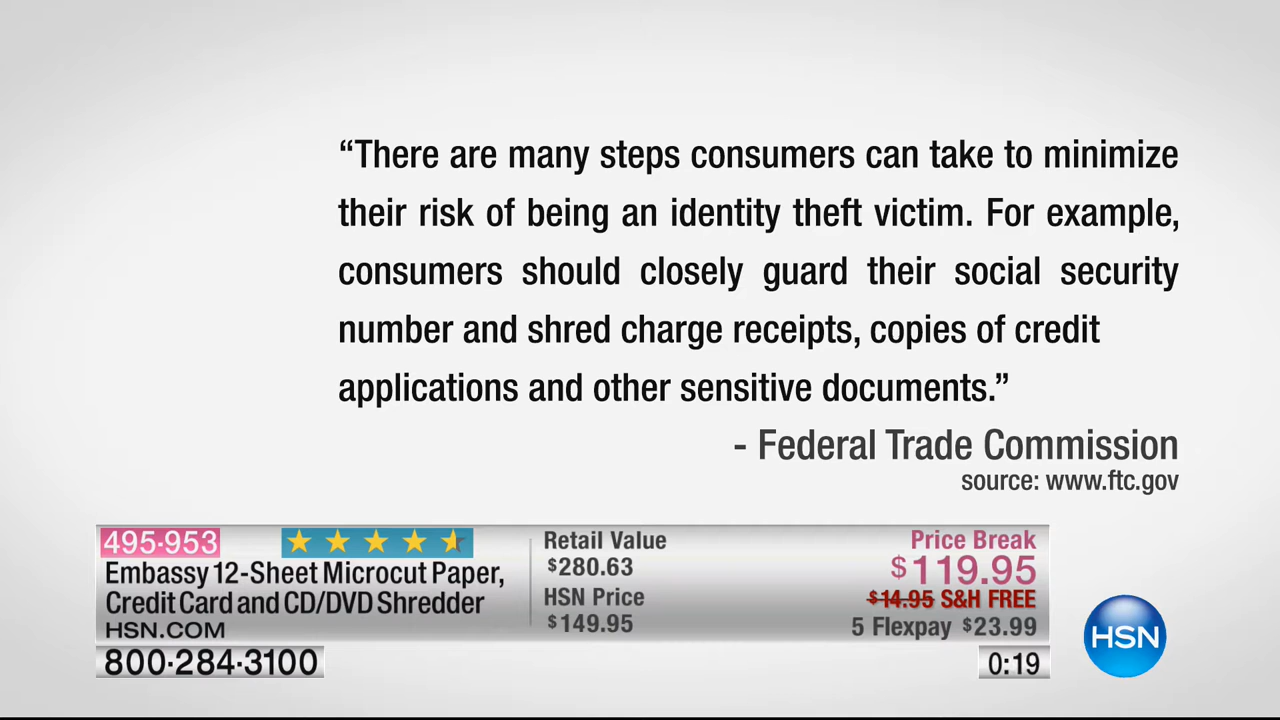 “There are many steps consumers can take to minimize
their risk of being an identity theft victim. For example,
consumers should closely guard their social security
number and shred charge receipts, copies of credit
applications and other sensitive documents.”
- Federal Trade Commission
source: www.ftc.gov
495·953
Embassy 12-Sheet Microcut Paper,
Credit Card and CD/DVD Shredder
HSN.COM
800·284·3100
Retail Value
$280.63
HSN Price
$149.95
Price Break
$119.95
$14.95 S&H FREE
5 Flexpay $23.99
0:19
HSN